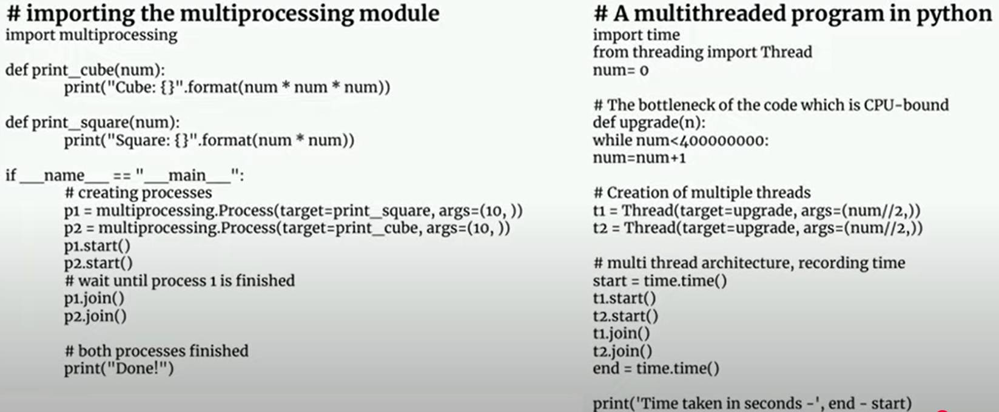 # importing the multiprocessing module
import multiprocessing
def print_cube(num):
print("Cube: {}".format(num * num * num))
def print_square(num):
print("Square: {}".format(num * num))
if __name__ == "__main__":
# creating processes
p1 = multiprocessing.Process(target=print_square, args=(10, ))
p2 = multiprocessing.Process(target=print_cube, args=(10, ))
p1.start()
p2.start()
# wait until process 1 is finished
p1.join()
p2.join()
# both processes finished
print("Done!")
# A multithreaded program in python
import time
from threading import Thread
num= 0
# The bottleneck of the code which is CPU-bound
def upgrade(n):
while num<400000000:
num=num+1
# Creation of multiple threads
t1 = Thread(target=upgrade, args=(num//2,))
t2 = Thread(target=upgrade, args=(num//2,))
# multi thread architecture, recording time
start = time.time()
t1.start()
t2.start()
t1.join()
t2.join()
end = time.time()
print('Time taken in seconds -', end - start)